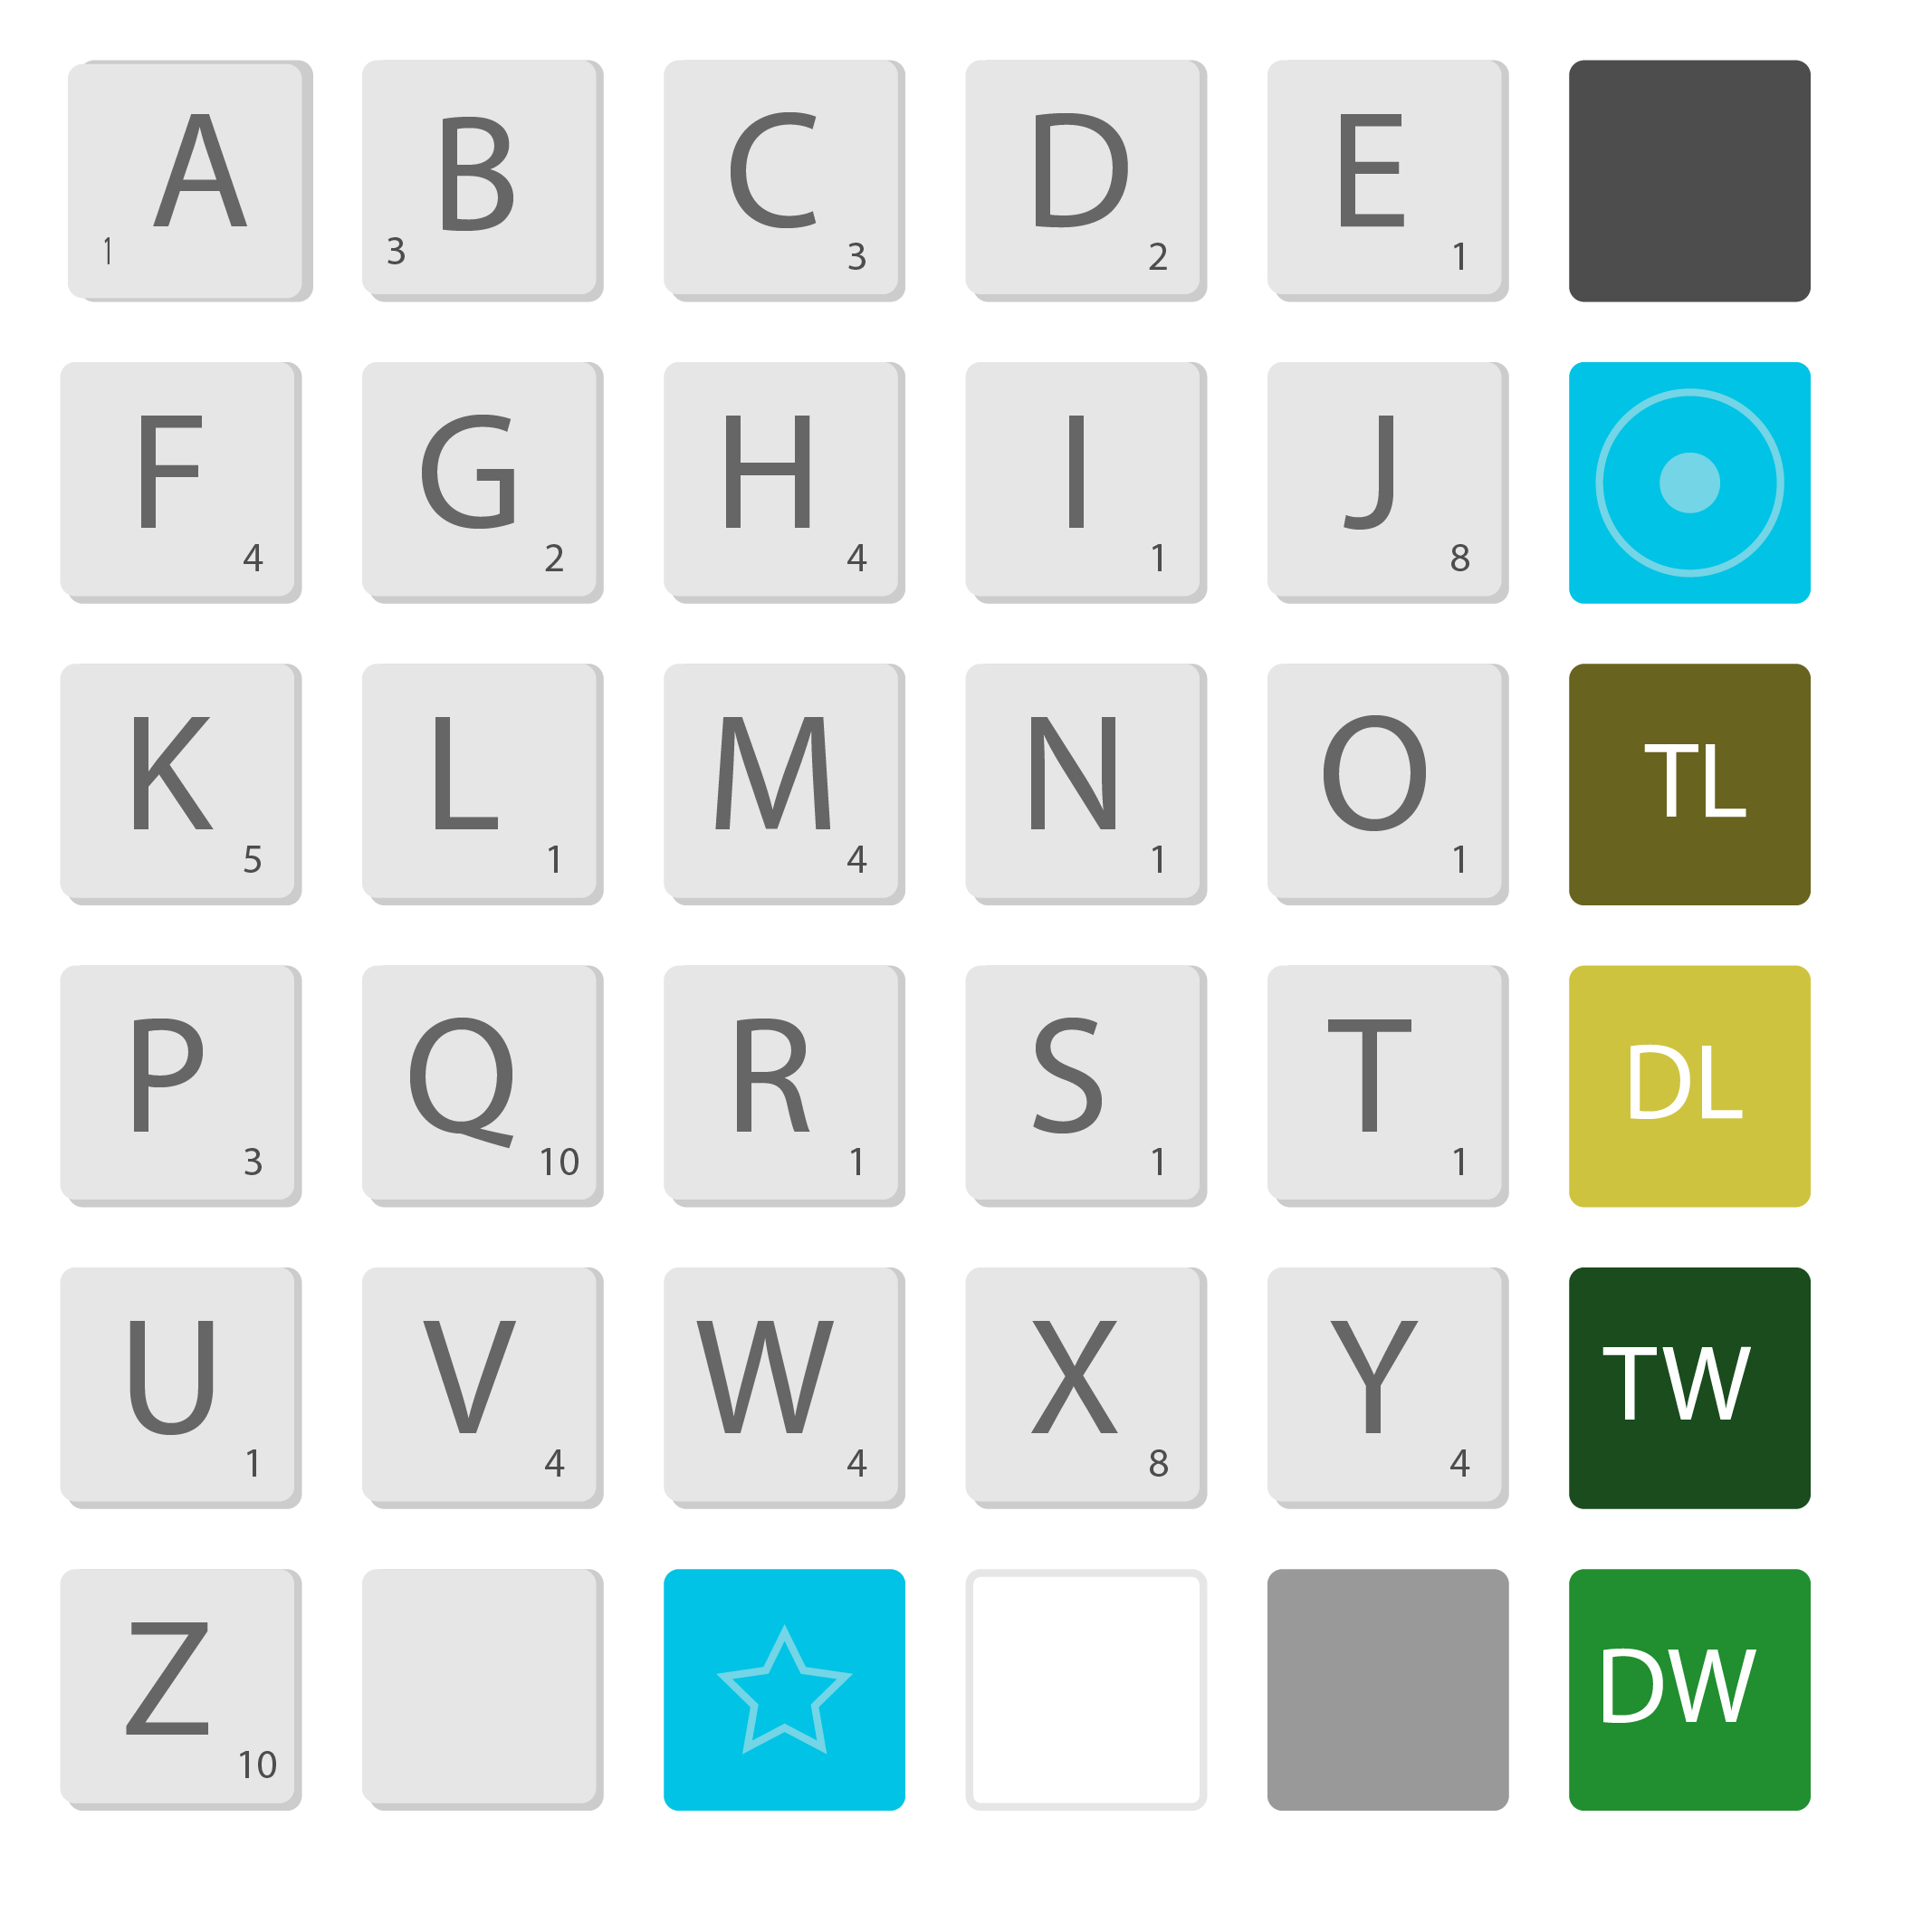 A 1 B 3 C 3 D 2 E 1
F 4 G 2 H 4 I 1 J 8
K 5 L 1 M 4 N 1 O 1 TL
P 3 Q 10 R 1 S 1 T 1 DL
U 1 V 4 W 4 X 8 Y 4 TW
Z 10 DW